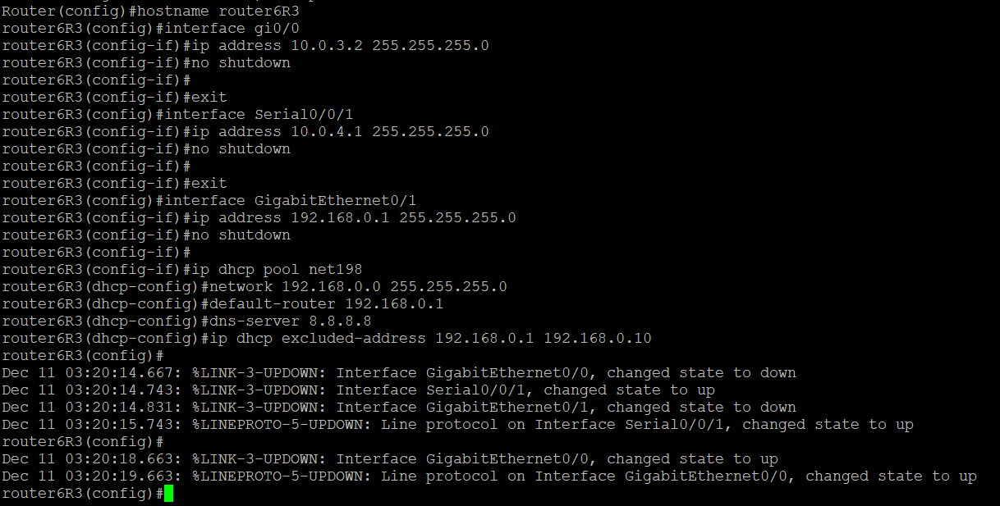 Router(config)#hostname router6R3
router6R3(config)#interface gi0/0
router6R3(config-if)#ip address 10.0.3.2 255.255.255.0
router6R3(config-if)#no shutdown
router6R3(config-if)#
router6R3(config-if)#exit
router6R3(config)#interface Serial0/0/1
router6R3(config-if)#ip address 10.0.4.1 255.255.255.0
router6R3(config-if)#no shutdown
router6R3(config-if)#
router6R3(config-if)#exit
router6R3(config)#interface GigabitEthernet0/1
router6R3(config-if)#ip address 192.168.0.1 255.255.255.0
router6R3(config-if)#no shutdown
router6R3(config-if)#
router6R3(config-if)#ip dhcp pool net198
router6R3(dhcp-config)#network 192.168.0.0 255.255.255.0
router6R3(dhcp-config)#default-router 192.168.0.1
router6R3(dhcp-config)#dns-server 8.8.8.8
router6R3(dhcp-config)#ip dhcp excluded-address 192.168.0.1 192.168.0.10
router6R3(config)#
Dec 11 03:20:14.667: %LINK-3-UPDOWN: Interface GigabitEthernet0/0, changed state to down
Dec 11 03:20:14.743: %LINK-3-UPDOWN: Interface Serial0/0/1, changed state to up
Dec 11 03:20:14.831: %LINK-3-UPDOWN: Interface GigabitEthernet0/1, changed state to down
Dec 11 03:20:15.743: %LINEPROTO-5-UPDOWN: Line protocol on Interface Serial0/0/1, changed state to up
router6R3(config)#
Dec 11 03:20:18.663: %LINK-3-UPDOWN: Interface GigabitEthernet0/0, changed state to up
Dec 11 03:20:19.663: %LINEPROTO-5-UPDOWN: Line protocol on Interface GigabitEthernet0/0, changed state to up
router6R3(config)#